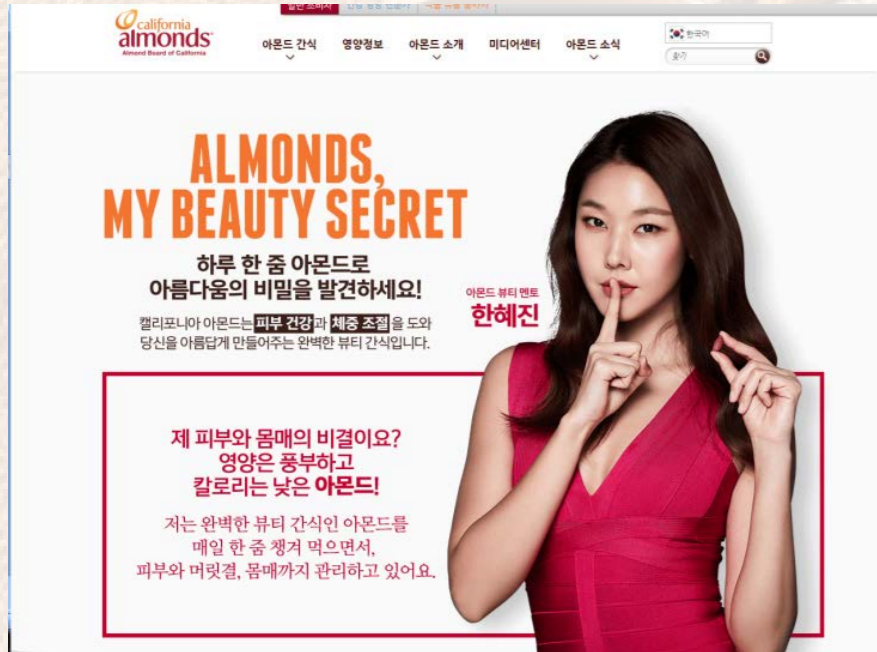 일반 소비자
california
almonds
Almond Board of California
아몬드 간식 영양정보 아몬드 소개 미디어센터 아몬드 소식
한국어
찾기
ALMONDS,
MY BEAUTY SECRET
하루 한 줌 아몬드로
아름다움의 비밀을 발견하세요!
캘리포니아 아몬드는 피부 건강 과 체중 조절 을 도와
당신을 아름답게 만들어주는 완벽한 뷰티 간식입니다.
아몬드 뷰티 멘토
한혜진
제 피부와 몸매의 비결이요?
영양은 풍부하고
칼로리는 낮은 아몬드!
저는 완벽한 뷰티 간식인 아몬드를
매일 한 줌 챙겨 먹으면서,
피부와 머릿결, 몸매까지 관리하고 있어요.